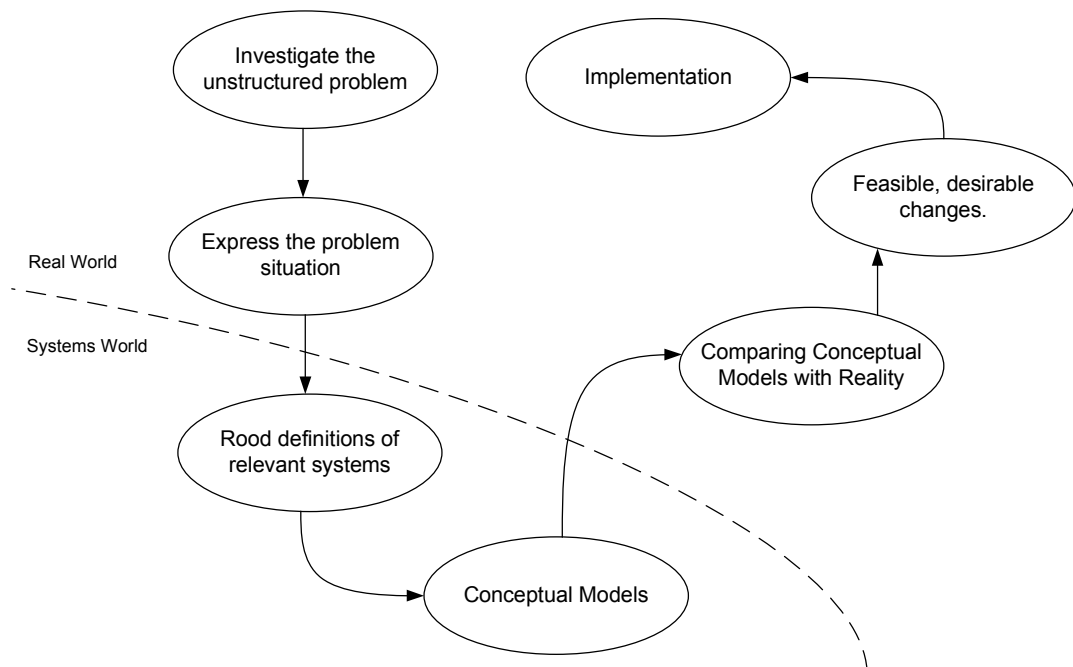 Investigate the
unstructured problem
Express the problem
situation
Real World
Systems World
Rood definitions of
relevant systems
Conceptual Models
Comparing Conceptual
Models with Reality
Feasible, desirable
changes.
Implementation